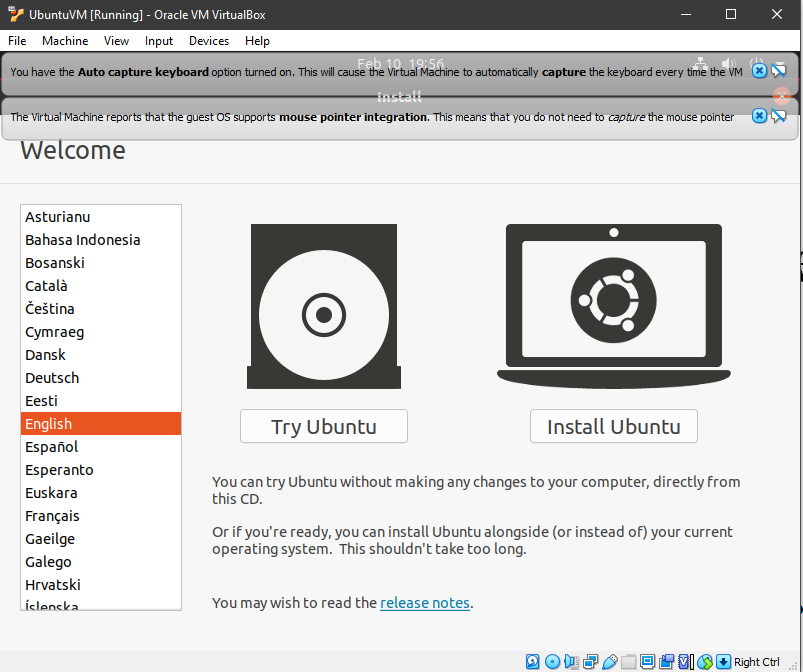 UbuntuVM [Running] - Oracle VM VirtualBox
File Machine View Input Devices Help
Feb 10 19:56
You have the Auto capture keyboard option turned on. This will cause the Virtual Machine to automatically capture the keyboard every time the VM
Install
The Virtual Machine reports that the guest OS supports mouse pointer integration. This means that you do not need to capture the mouse pointer
Welcome
Asturianu
Bahasa Indonesia
Bosanski
Català
Čeština
Cymraeg
Dansk
Deutsch
Eesti
English
Español
Esperanto
Euskara
Français
Gaeilge
Galego
Hrvatski
Íslenska
Try Ubuntu
Install Ubuntu
You can try Ubuntu without making any changes to your computer, directly from
this CD.
Or if you're ready, you can install Ubuntu alongside (or instead of) your current
operating system. This shouldn't take too long.
You may wish to read the release notes.
Right Ctrl